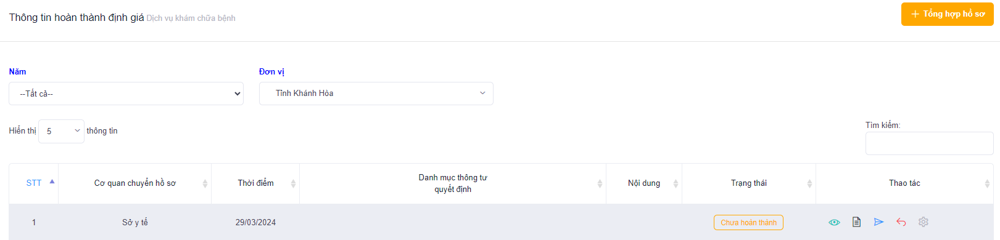 Thông tin hoàn thành định giá Dịch vụ khám chữa bệnh
Tổng hợp hồ sơ
Năm
Đơn vị
--Tất cả--
Tỉnh Khánh Hòa
Hiển thị 5 thông tin
Tìm kiếm:
STT
Cơ quan chuyển hồ sơ
Thời điểm
Danh mục thông tư
quyết định
Nội dung
Trạng thái
Thao tác
1
Sở y tế
29/03/2024
Chưa hoàn thành